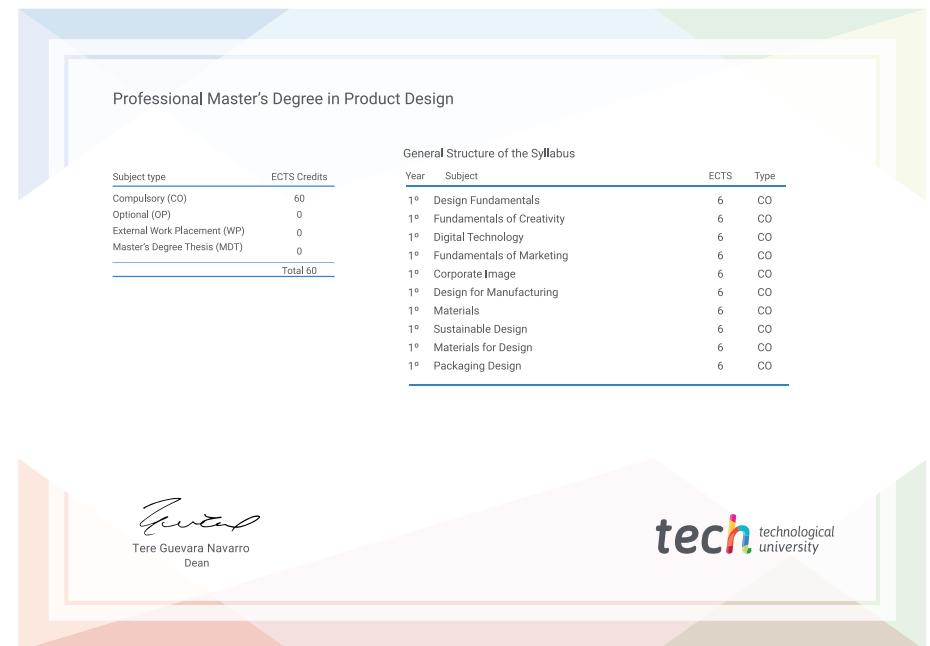 Professional Master's Degree in Product Design
Subject type ECTS Credits
Compulsory (CO) 60
Optional (OP) 0
External Work Placement (WP) 0
Master's Degree Thesis (MDT) 0
Total 60
General Structure of the Syllabus
Year Subject ECTS Type
1º Design Fundamentals 6 CO
1º Fundamentals of Creativity 6 CO
1º Digital Technology 6 CO
1º Fundamentals of Marketing 6 CO
1º Corporate Image 6 CO
1º Design for Manufacturing 6 CO
1º Materials 6 CO
1º Sustainable Design 6 CO
1º Materials for Design 6 CO
1º Packaging Design 6 CO
Tere Guevara Navarro
Dean
tech technological
university